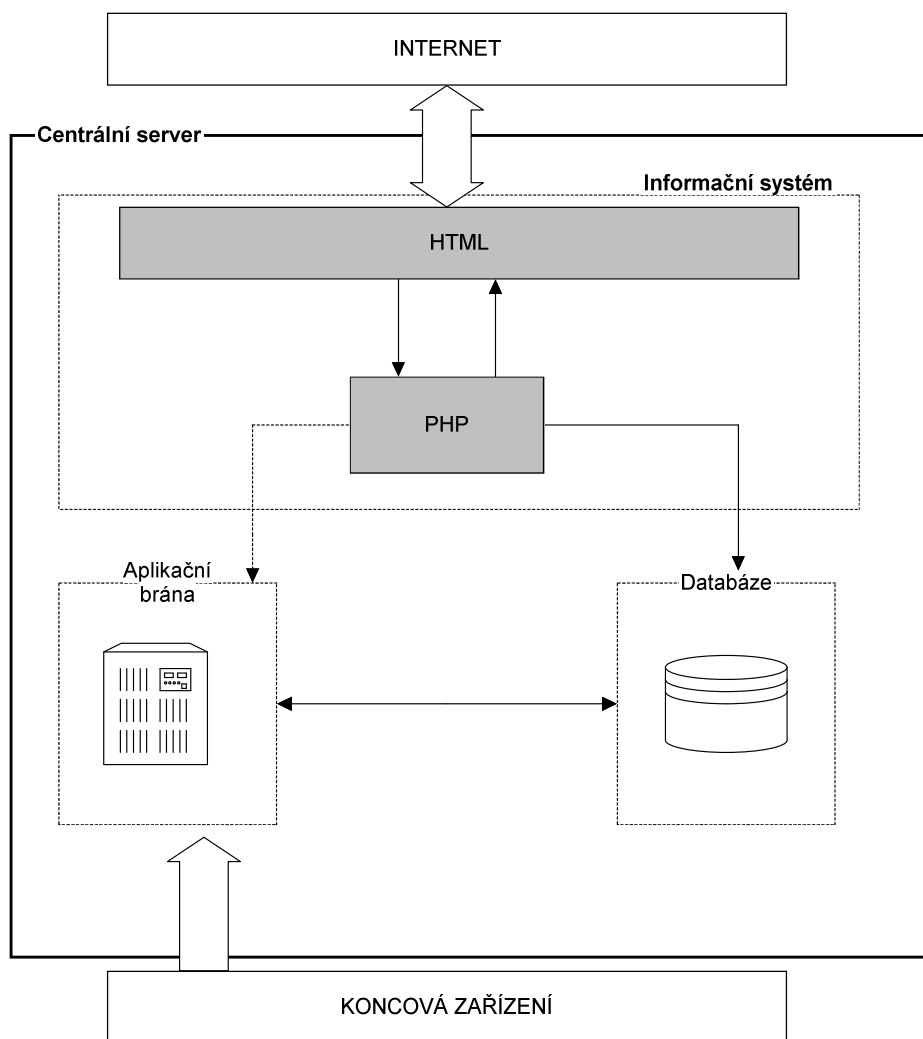 INTERNET
Centrální server
Informační systém
HTML
PHP
Aplikační
brána
Databáze
KONCOVÁ ZAŘÍZENÍ